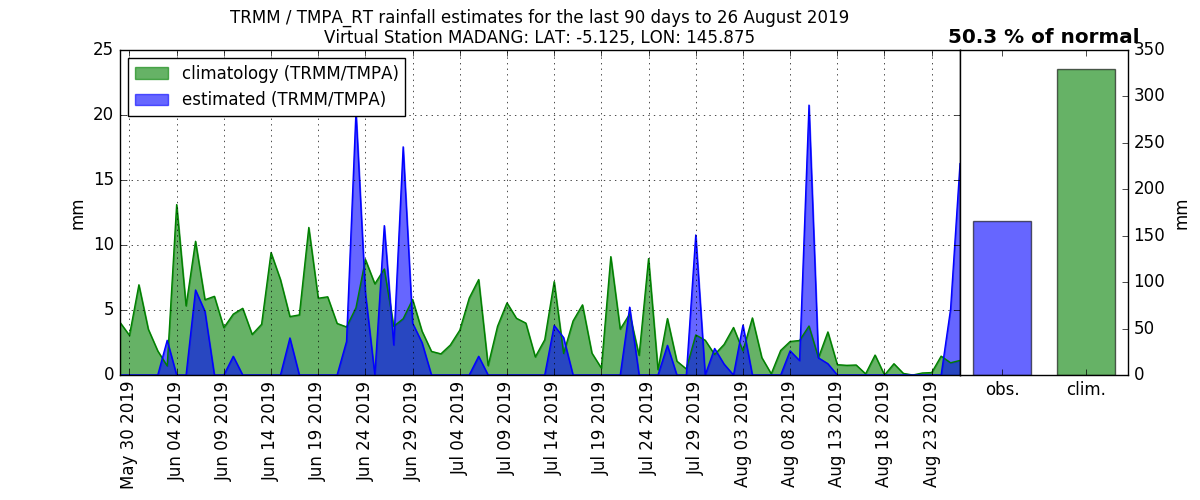 TRMM / TMPA_RT rainfall estimates for the last 90 days to 26 August 2019
Virtual Station MADANG: LAT: -5.125, LON: 145.875
50.3 % of normal
climatology (TRMM/TMPA)
estimated (TRMM/TMPA)
mm
25
20
15
10
5
0
May 30 2019
Jun 04 2019
Jun 09 2019
Jun 14 2019
Jun 19 2019
Jun 24 2019
Jun 29 2019
Jul 04 2019
Jul 09 2019
Jul 14 2019
Jul 19 2019
Jul 24 2019
Jul 29 2019
Aug 03 2019
Aug 08 2019
Aug 13 2019
Aug 18 2019
Aug 23 2019
obs.
clim.
350
300
250
200
150
100
50
0
mm